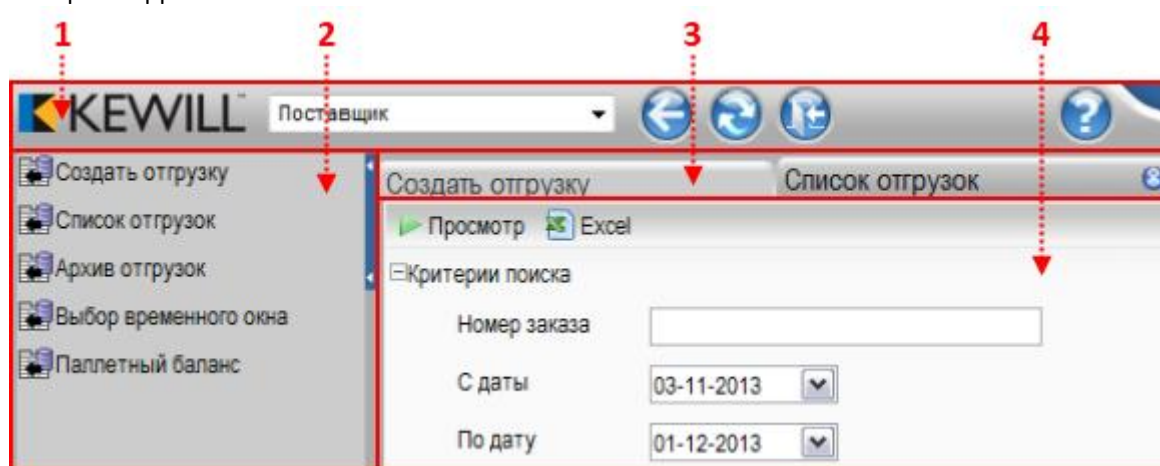 1 2 3 4
KEWILL™ Поставщик
Создать отгрузку
Список отгрузок
Архив отгрузок
Выбор временного окна
Паллетный баланс
Создать отгрузку Список отгрузок
Просмотр Excel
Критерии поиска
Номер заказа
С даты 03-11-2013
По дату 01-12-2013